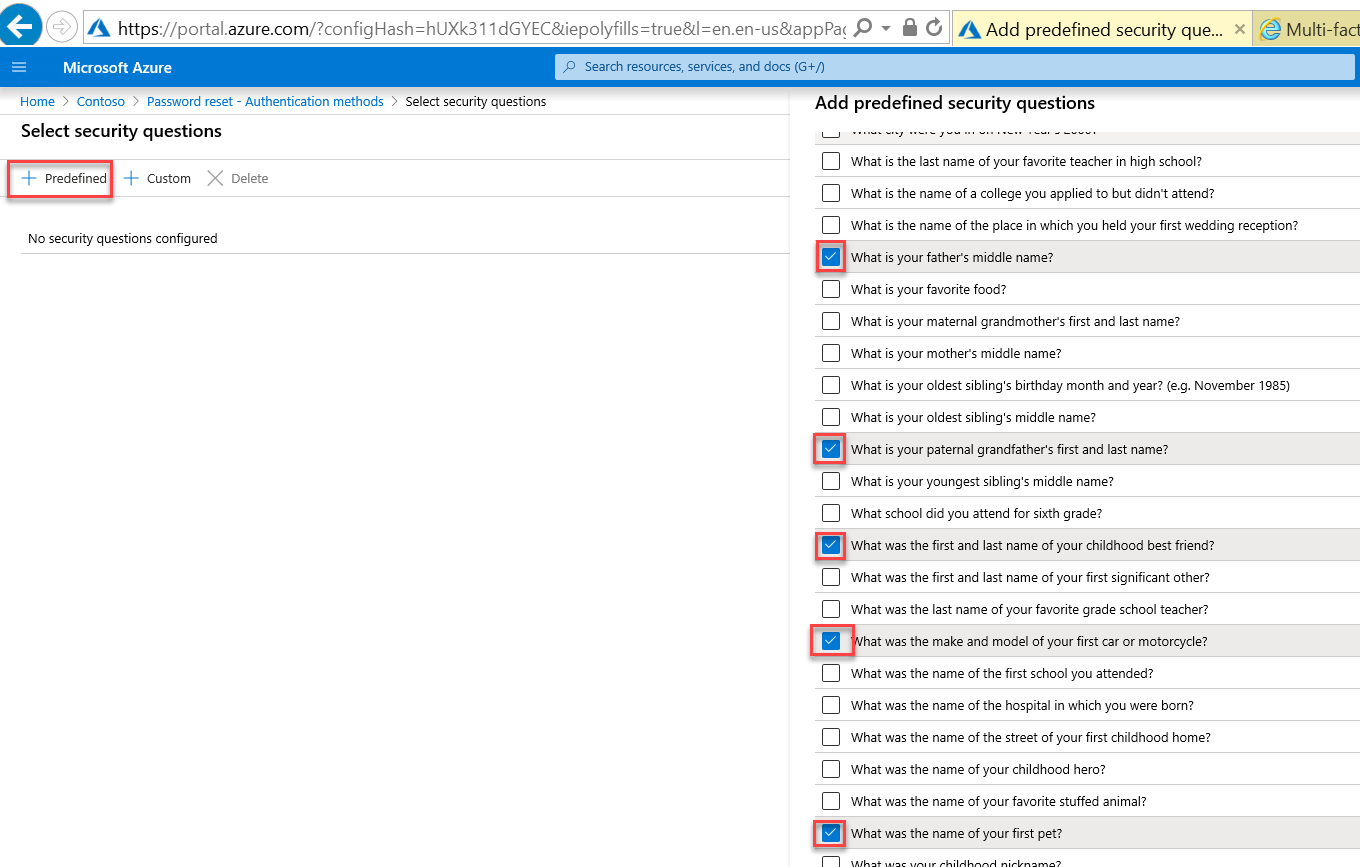 https://portal.azure.com/?configHash=hUXk311dGYEC&iepolyfills=true&l=en.en-us&appPag
Add predefined security que...
Multi-fact
Microsoft Azure
Search resources, services, and docs (G+/)
Home > Contoso > Password reset - Authentication methods > Select security questions
Select security questions
Predefined
Custom
Delete
No security questions configured
Add predefined security questions
What city were you in on New Year's 2000?
What is the last name of your favorite teacher in high school?
What is the name of a college you applied to but didn't attend?
What is the name of the place in which you held your first wedding reception?
What is your father's middle name?
What is your favorite food?
What is your maternal grandmother's first and last name?
What is your mother's middle name?
What is your oldest sibling's birthday month and year? (e.g. November 1985)
What is your oldest sibling's middle name?
What is your paternal grandfather's first and last name?
What is your youngest sibling's middle name?
What school did you attend for sixth grade?
What was the first and last name of your childhood best friend?
What was the first and last name of your first significant other?
What was the last name of your favorite grade school teacher?
What was the make and model of your first car or motorcycle?
What was the name of the first school you attended?
What was the name of the hospital in which you were born?
What was the name of the street of your first childhood home?
What was the name of your childhood hero?
What was the name of your favorite stuffed animal?
What was the name of your first pet?
What was your childhood nickname?